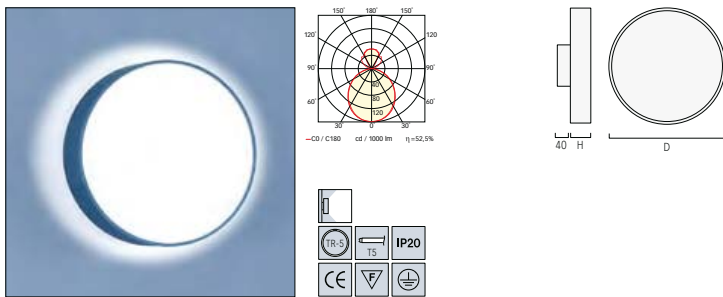 150° 180° 150°
120° 120
90° 90°
40
60° 80 60°
120
30 0 30°
—C0 / C180 cd / 1000 lm η=52,5%
40 H D
TR-5 T5 IP20
CE F